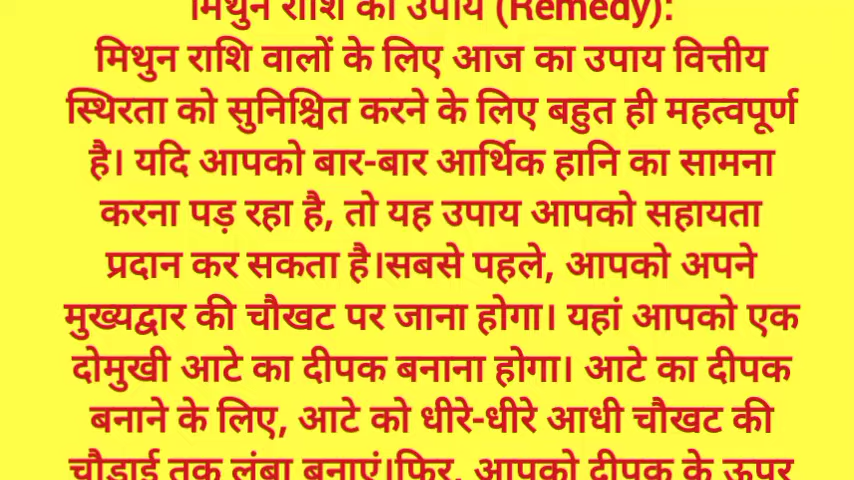 मिथुन राशि का उपाय (Remedy):
मिथुन राशि वालों के लिए आज का उपाय वित्तीय
स्थिरता को सुनिश्चित करने के लिए बहुत ही महत्वपूर्ण
है। यदि आपको बार-बार आर्थिक हानि का सामना
करना पड़ रहा है, तो यह उपाय आपको सहायता
प्रदान कर सकता है।सबसे पहले, आपको अपने
मुख्यद्वार की चौखट पर जाना होगा। यहां आपको एक
दोमुखी आटे का दीपक बनाना होगा। आटे का दीपक
बनाने के लिए, आटे को धीरे-धीरे आधी चौखट की
चौड़ाई तक लंबा बनाएं।फिर, आपको दीपक के ऊपर